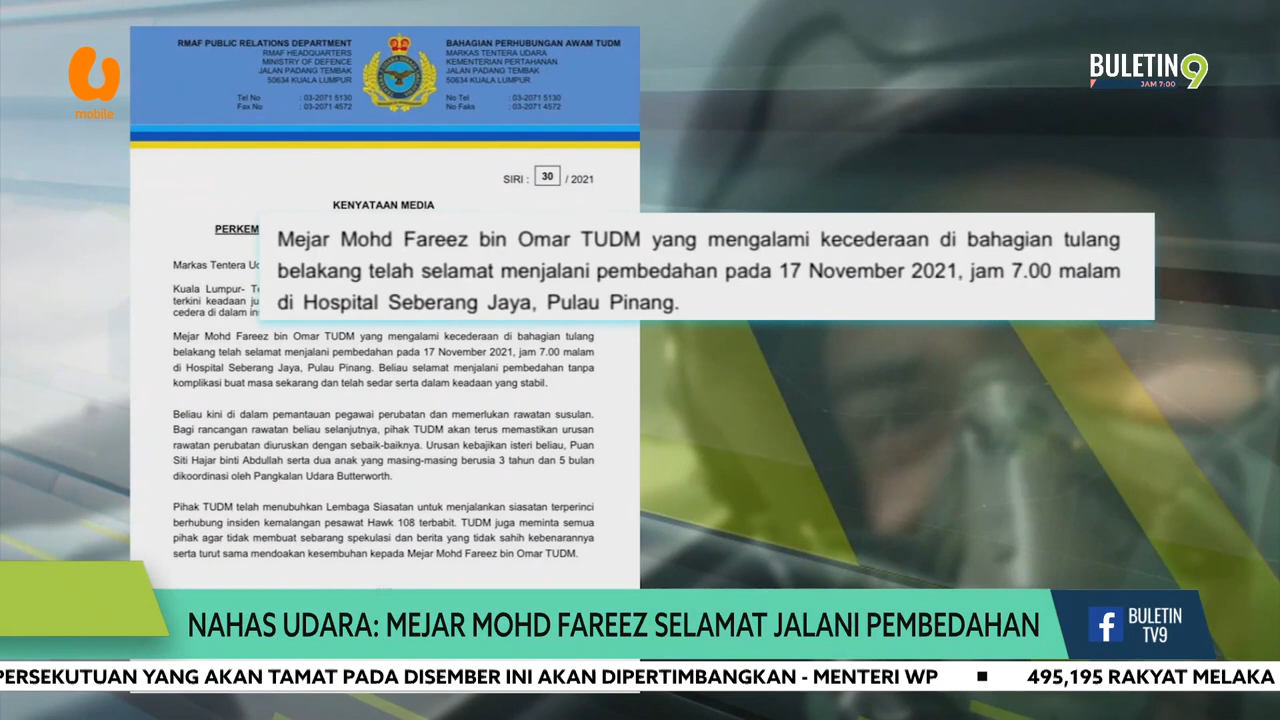 mobile
BULETIN 9
JAM 7:00
RMAF PUBLIC RELATIONS DEPARTMENT
RMAF HEADQUARTERS
MINISTRY OF DEFENCE
JALAN PADANG TEMBAK
50634 KUALA LUMPUR
Tel No : 03-2071 5130
Fax No : 03-2071 4572
BAHAGIAN PERHUBUNGAN AWAM TUDM
MARKAS TENTERA UDARA
KEMENTERIAN PERTAHANAN
JALAN PADANG TEMBAK
50634 KUALA LUMPUR
No Tel : 03-2071 5130
No Faks : 03-2071 4572
SIRI : 30 / 2021
KENYATAAN MEDIA
PERKEM
Markas Tentera
Kuala Lumpur-
terkini keadaan
cedera di dalam
Mejar Mohd Fareez bin Omar TUDM yang mengalami kecederaan di bahagian tulang
belakang telah selamat menjalani pembedahan pada 17 November 2021, jam 7.00 malam
di Hospital Seberang Jaya, Pulau Pinang.
Mejar Mohd Fareez bin Omar TUDM yang mengalami kecederaan di bahagian tulang
belakang telah selamat menjalani pembedahan pada 17 November 2021, jam 7.00 malam
di Hospital Seberang Jaya, Pulau Pinang. Beliau selamat menjalani pembedahan tanpa
komplikasi buat masa sekarang dan telah sedar serta dalam keadaan yang stabil.
Beliau kini di dalam pemantauan pegawai perubatan dan memerlukan rawatan susulan.
Bagi rancangan rawatan beliau selanjutnya, pihak TUDM akan terus memastikan urusan
rawatan perubatan diuruskan dengan sebaik-baiknya. Urusan kebajikan isteri beliau, Puan
Siti Hajar binti Abdullah serta dua anak yang masing-masing berusia 3 tahun dan 5 bulan
dikoordinasi oleh Pangkalan Udara Butterworth.
Pihak TUDM telah menubuhkan Lembaga Siasatan untuk menjalankan siasatan terperinci
berhubung insiden kemalangan pesawat Hawk 108 terbabit. TUDM juga meminta semua
pihak agar tidak membuat sebarang spekulasi dan berita yang tidak sahih kebenarannya
serta turut sama mendoakan kesembuhan kepada Mejar Mohd Fareez bin Omar TUDM.
NAHAS UDARA: MEJAR MOHD FAREEZ SELAMAT JALANI PEMBEDAHAN
f BULETIN
TV9
PERSEKUTUAN YANG AKAN TAMAT PADA DISEMBER INI AKAN DIPERTIMBANGKAN - MENTERI WP ■ 495,195 RAKYAT MELAKA